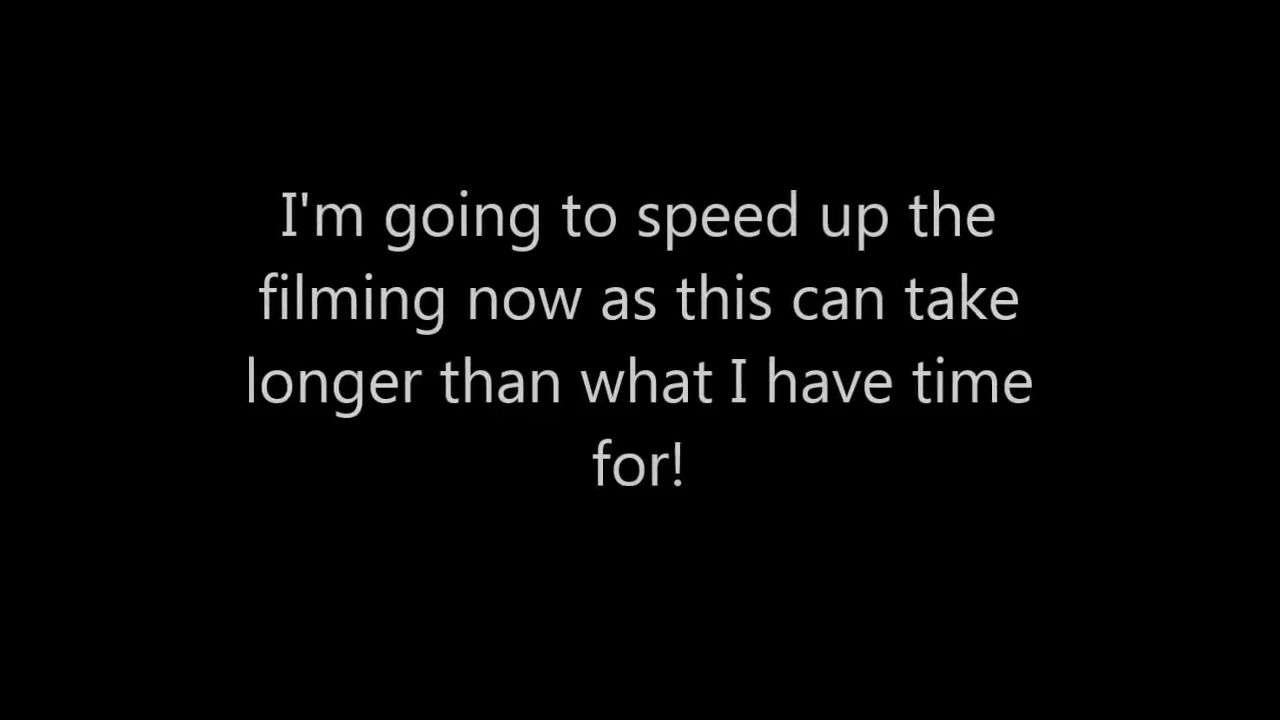 I'm going to speed up the
filming now as this can take
longer than what I have time
for!